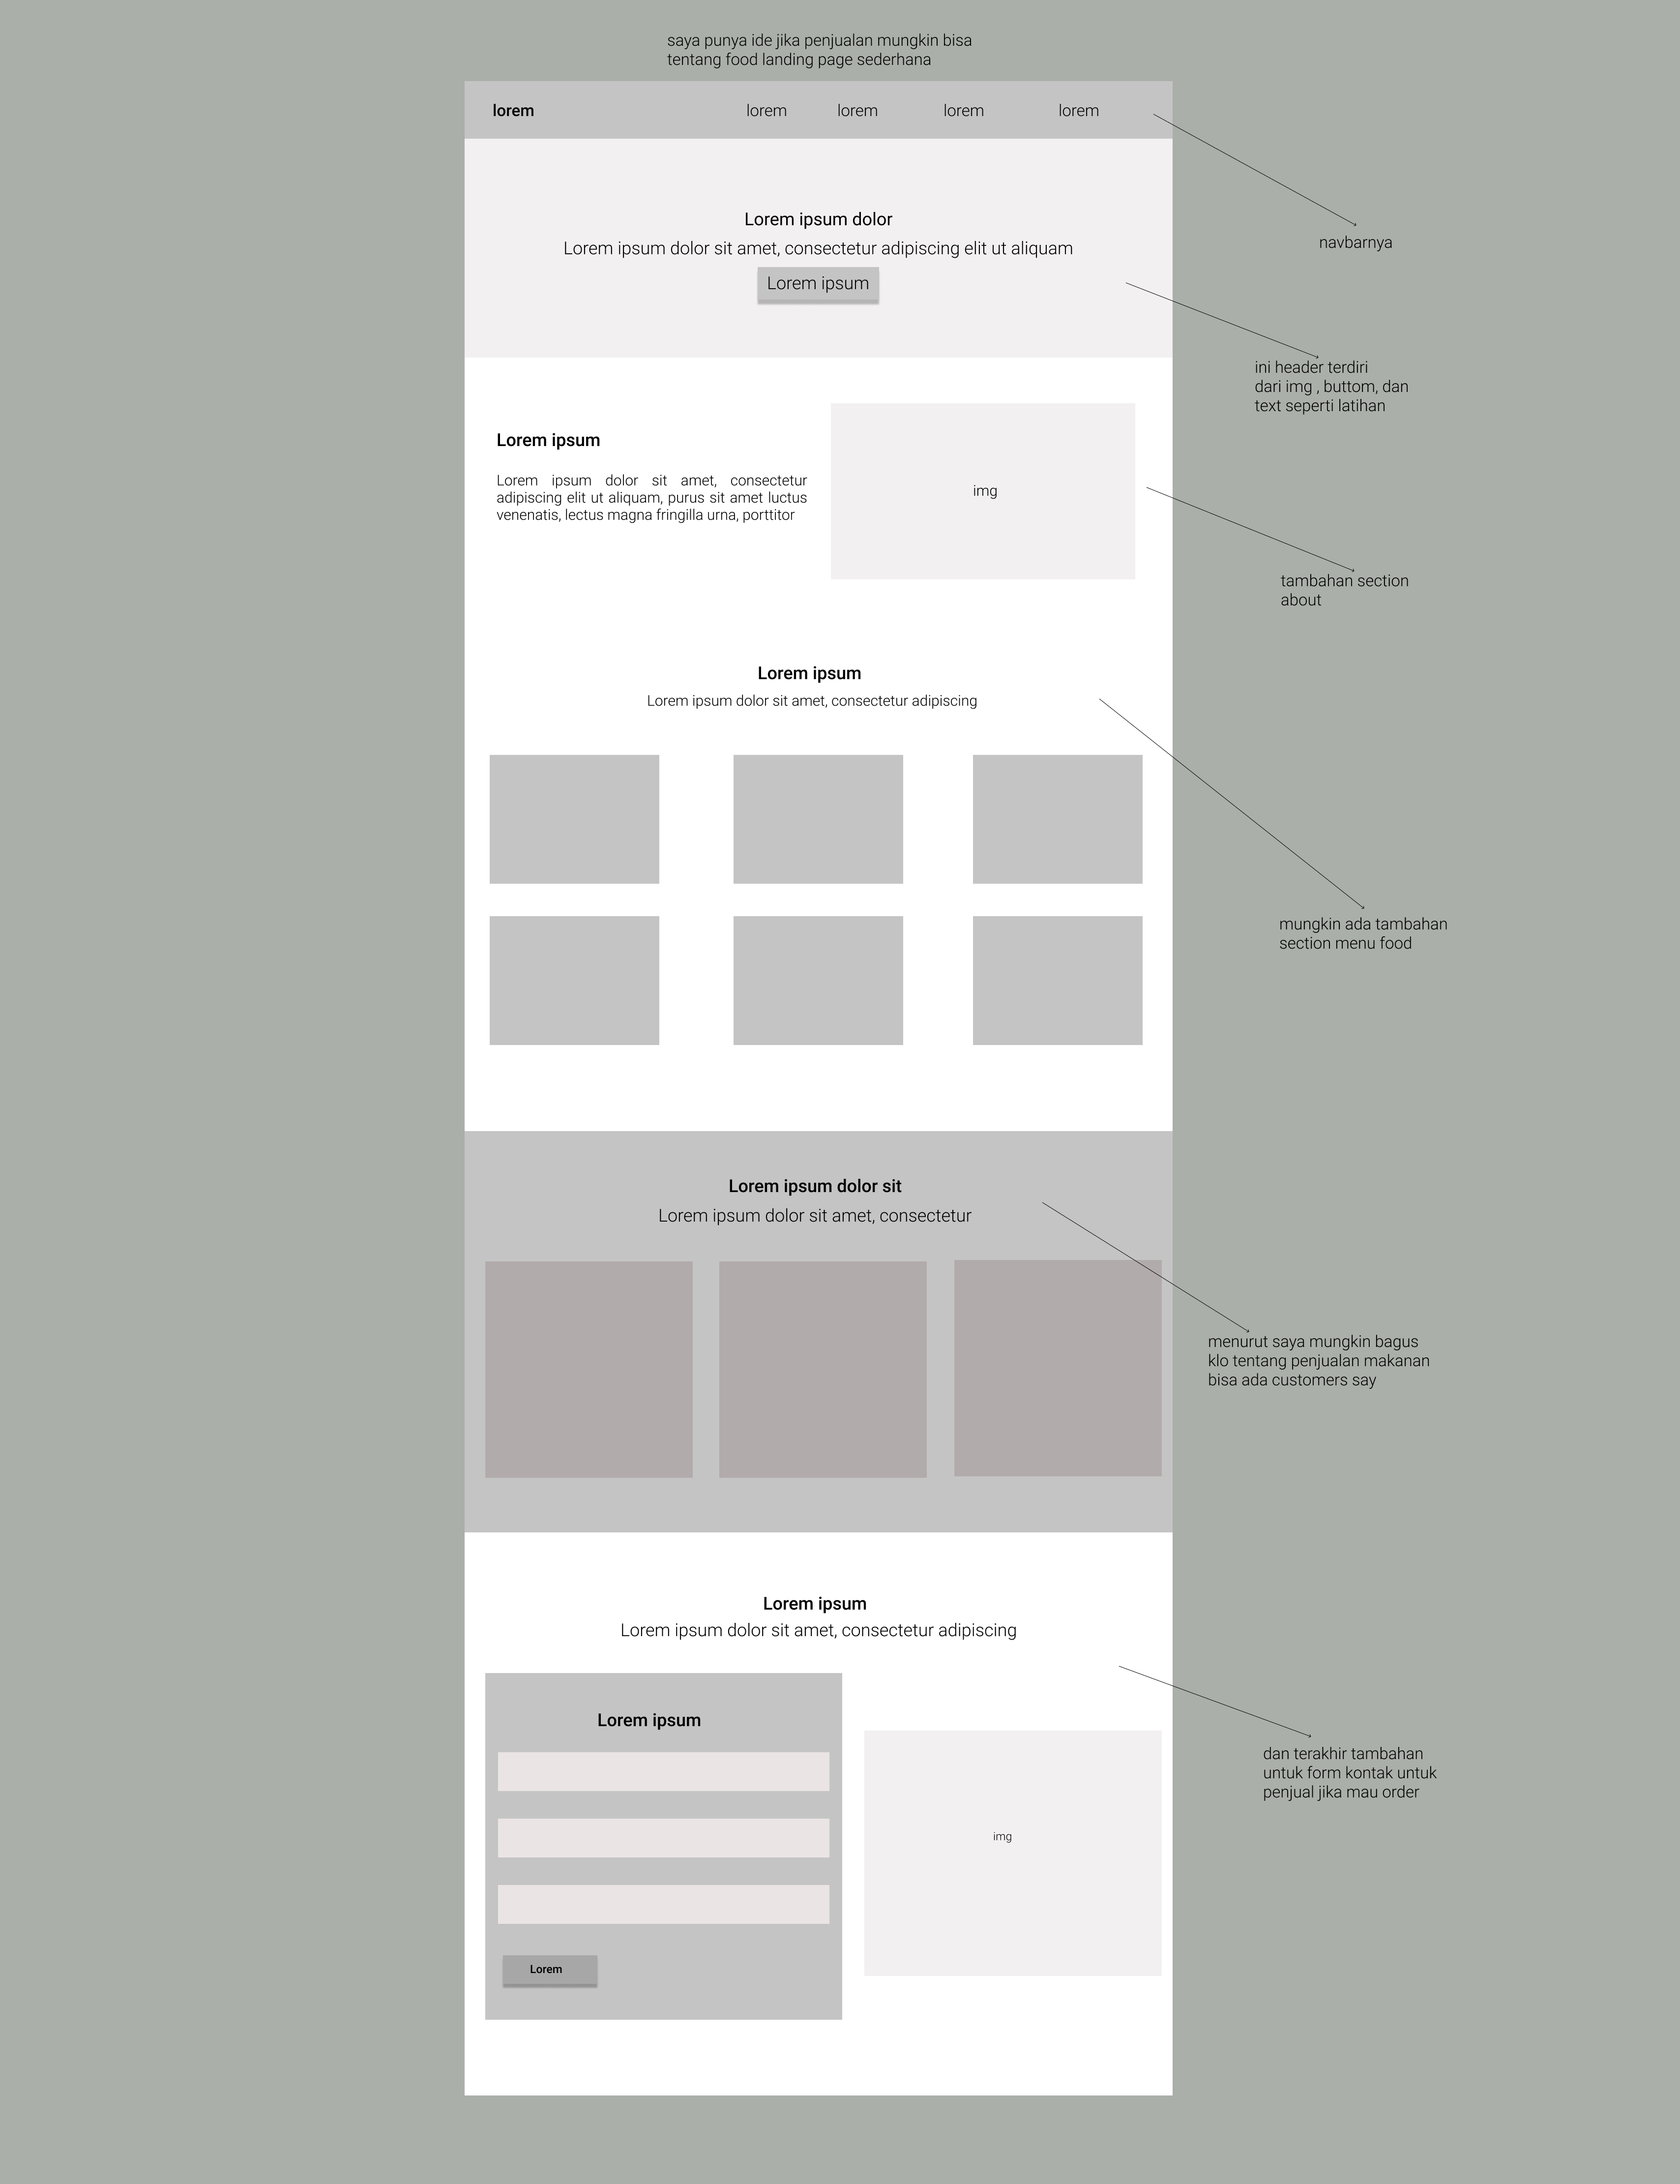 saya punya ide jika penjualan mungkin bisa
tentang food landing page sederhana
lorem lorem lorem lorem lorem
navbarnya
Lorem ipsum dolor
Lorem ipsum dolor sit amet, consectetur adipiscing elit ut aliquam
Lorem ipsum
ini header terdiri
dari img , buttom, dan
text seperti latihan
Lorem ipsum
Lorem ipsum dolor sit amet, consectetur
adipiscing elit ut aliquam, purus sit amet luctus
venenatis, lectus magna fringilla urna, porttitor
img
tambahan section
about
Lorem ipsum
Lorem ipsum dolor sit amet, consectetur adipiscing
mungkin ada tambahan
section menu food
Lorem ipsum dolor sit
Lorem ipsum dolor sit amet, consectetur
menurut saya mungkin bagus
klo tentang penjualan makanan
bisa ada customers say
Lorem ipsum
Lorem ipsum dolor sit amet, consectetur adipiscing
Lorem ipsum
Lorem
img
dan terakhir tambahan
untuk form kontak untuk
penjual jika mau order